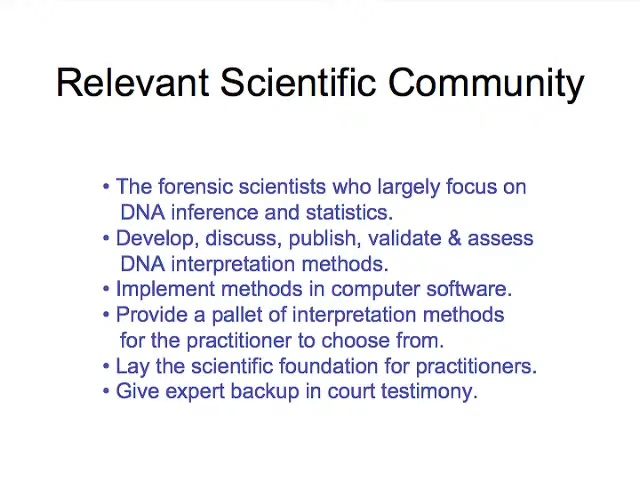 Relevant Scientific Community
• The forensic scientists who largely focus on
DNA inference and statistics.
• Develop, discuss, publish, validate & assess
DNA interpretation methods.
• Implement methods in computer software.
• Provide a pallet of interpretation methods
for the practitioner to choose from.
• Lay the scientific foundation for practitioners.
• Give expert backup in court testimony.